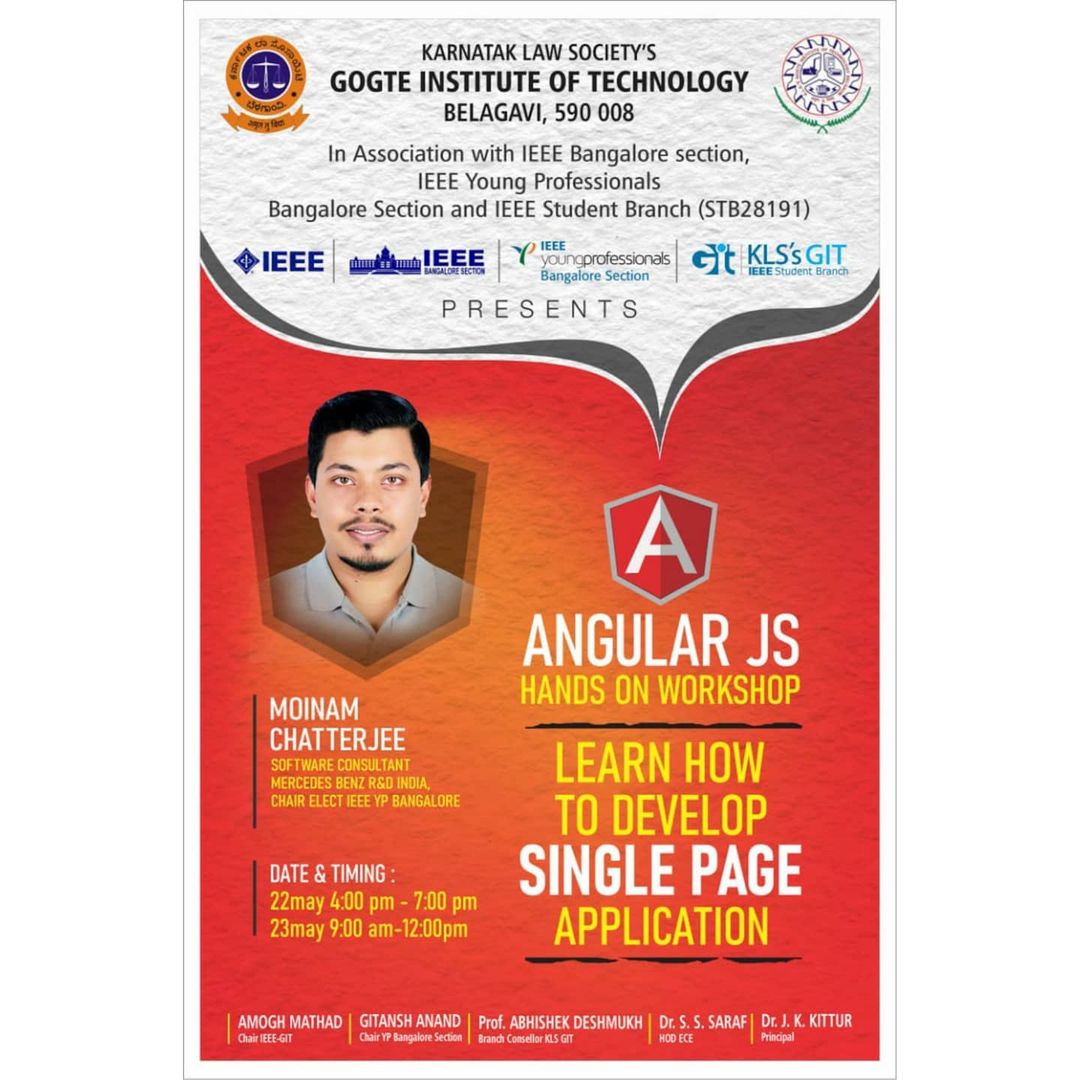 ಕರ್ನಾಟಕ ಲಾ ಸೊಸಾಯಿಟಿ
ಬೆಳಗಾಂವಿ.
KARNATAK LAW SOCIETY'S
GOGTE INSTITUTE OF TECHNOLOGY
BELAGAVI, 590 008
In Association with IEEE Bangalore section,
IEEE Young Professionals
Bangalore Section and IEEE Student Branch (STB28191)
IEEE
IEEE
BANGALORE SECTION
IEEE
youngprofessionals
Bangalore Section
GIT
KLS's GIT
IEEE Student Branch
PRESENTS
A
ANGULAR JS
HANDS ON WORKSHOP
LEARN HOW
TO DEVELOP
SINGLE PAGE
APPLICATION
MOINAM
CHATTERJEE
SOFTWARE CONSULTANT
MERCEDES BENZ R&D INDIA,
CHAIR ELECT IEEE YP BANGALORE
DATE & TIMING :
22may 4:00 pm - 7:00 pm
23may 9:00 am-12:00pm
AMOGH MATHAD
Chair IEEE-GIT
GITANSH ANAND
Chair YP Bangalore Section
Prof. ABHISHEK DESHMUKH
Branch Consellor KLS GIT
Dr. S. S. SARAF
HOD ECE
Dr. J. K. KITTUR
Principal